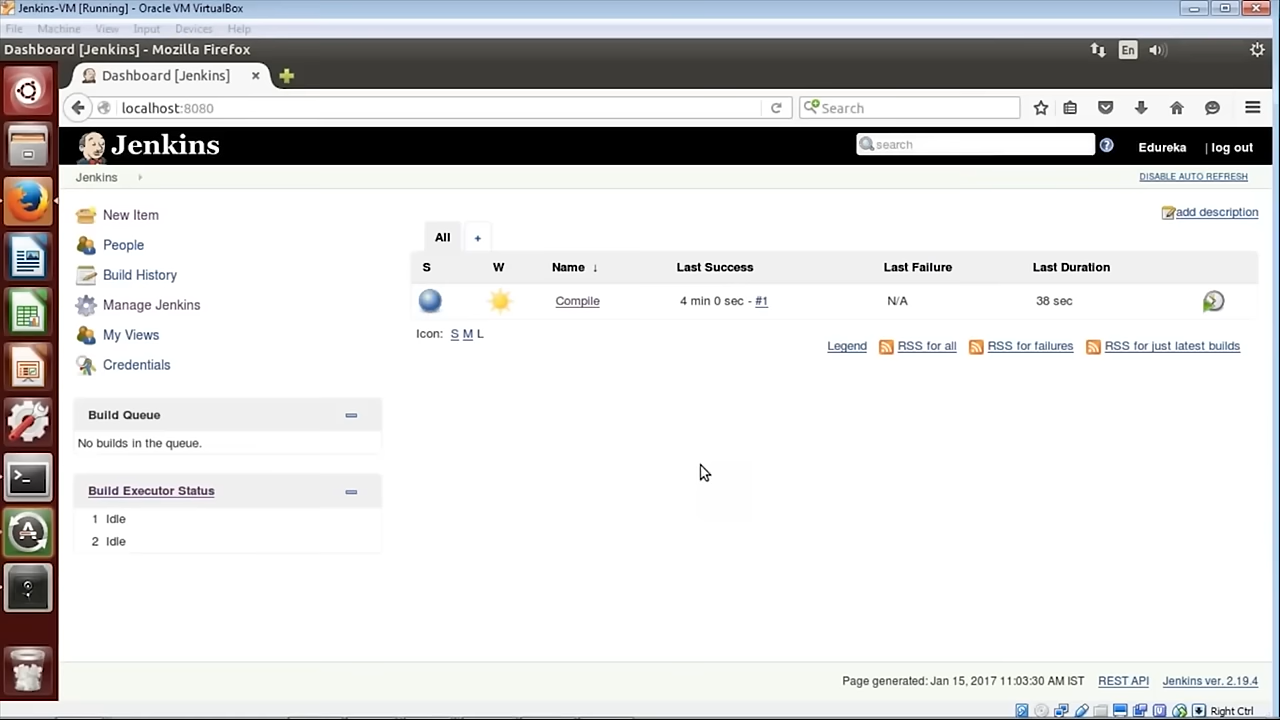 Jenkins-VM [Running] - Oracle VM VirtualBox
File Machine View Input Devices Help
Dashboard [Jenkins] - Mozilla Firefox
En
Dashboard [Jenkins]
localhost:8080
Search
Jenkins
search
Edureka | log out
Jenkins
DISABLE AUTO REFRESH
New Item
People
Build History
Manage Jenkins
My Views
Credentials
Build Queue
No builds in the queue.
Build Executor Status
1 Idle
2 Idle
add description
All +
S W Name ↓ Last Success Last Failure Last Duration
Compile 4 min 0 sec - #1 N/A 38 sec
Icon: S M L
Legend RSS for all RSS for failures RSS for just latest builds
Page generated: Jan 15, 2017 11:03:30 AM IST REST API Jenkins ver. 2.19.4
Right Ctrl